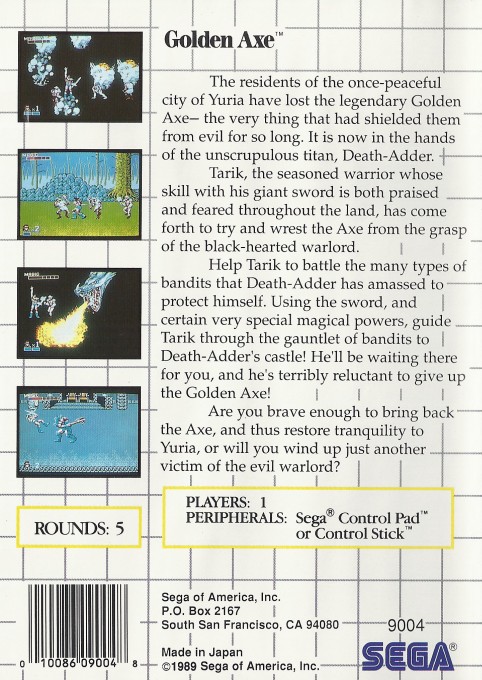 Golden Axe™
The residents of the once-peaceful
city of Yuria have lost the legendary Golden
Axe– the very thing that had shielded them
from evil for so long. It is now in the hands
of the unscrupulous titan, Death-Adder.
Tarik, the seasoned warrior whose
skill with his giant sword is both praised
and feared throughout the land, has come
forth to try and wrest the Axe from the grasp
of the black-hearted warlord.
Help Tarik to battle the many types of
bandits that Death-Adder has amassed to
protect himself. Using the sword, and
certain very special magical powers, guide
Tarik through the gauntlet of bandits to
Death-Adder's castle! He'll be waiting there
for you, and he's terribly reluctant to give up
the Golden Axe!
Are you brave enough to bring back
the Axe, and thus restore tranquility to
Yuria, or will you wind up just another
victim of the evil warlord?
ROUNDS: 5
PLAYERS: 1
PERIPHERALS: Sega® Control Pad™
or Control Stick™
0 10086 09004 8
Sega of America, Inc.
P.O. Box 2167
South San Francisco, CA 94080
Made in Japan
©1989 Sega of America, Inc.
9004
SEGA®